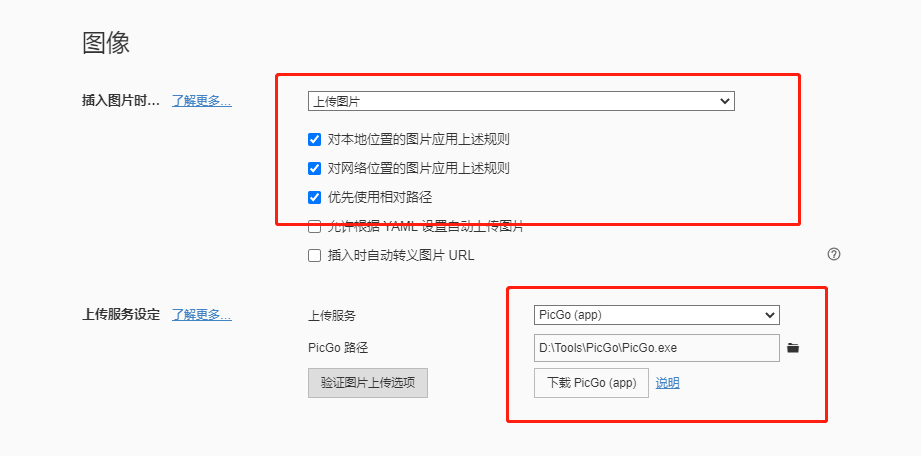 图像
插入图片时... 了解更多... 上传图片
对本地位置的图片应用上述规则
对网络位置的图片应用上述规则
优先使用相对路径
允许根据 YAML 设置自动上传图片
插入时自动转义图片 URL ?
上传服务设定 了解更多... 上传服务 PicGo (app)
PicGo 路径 D:\Tools\PicGo\PicGo.exe
验证图片上传选项 下载 PicGo (app) 说明